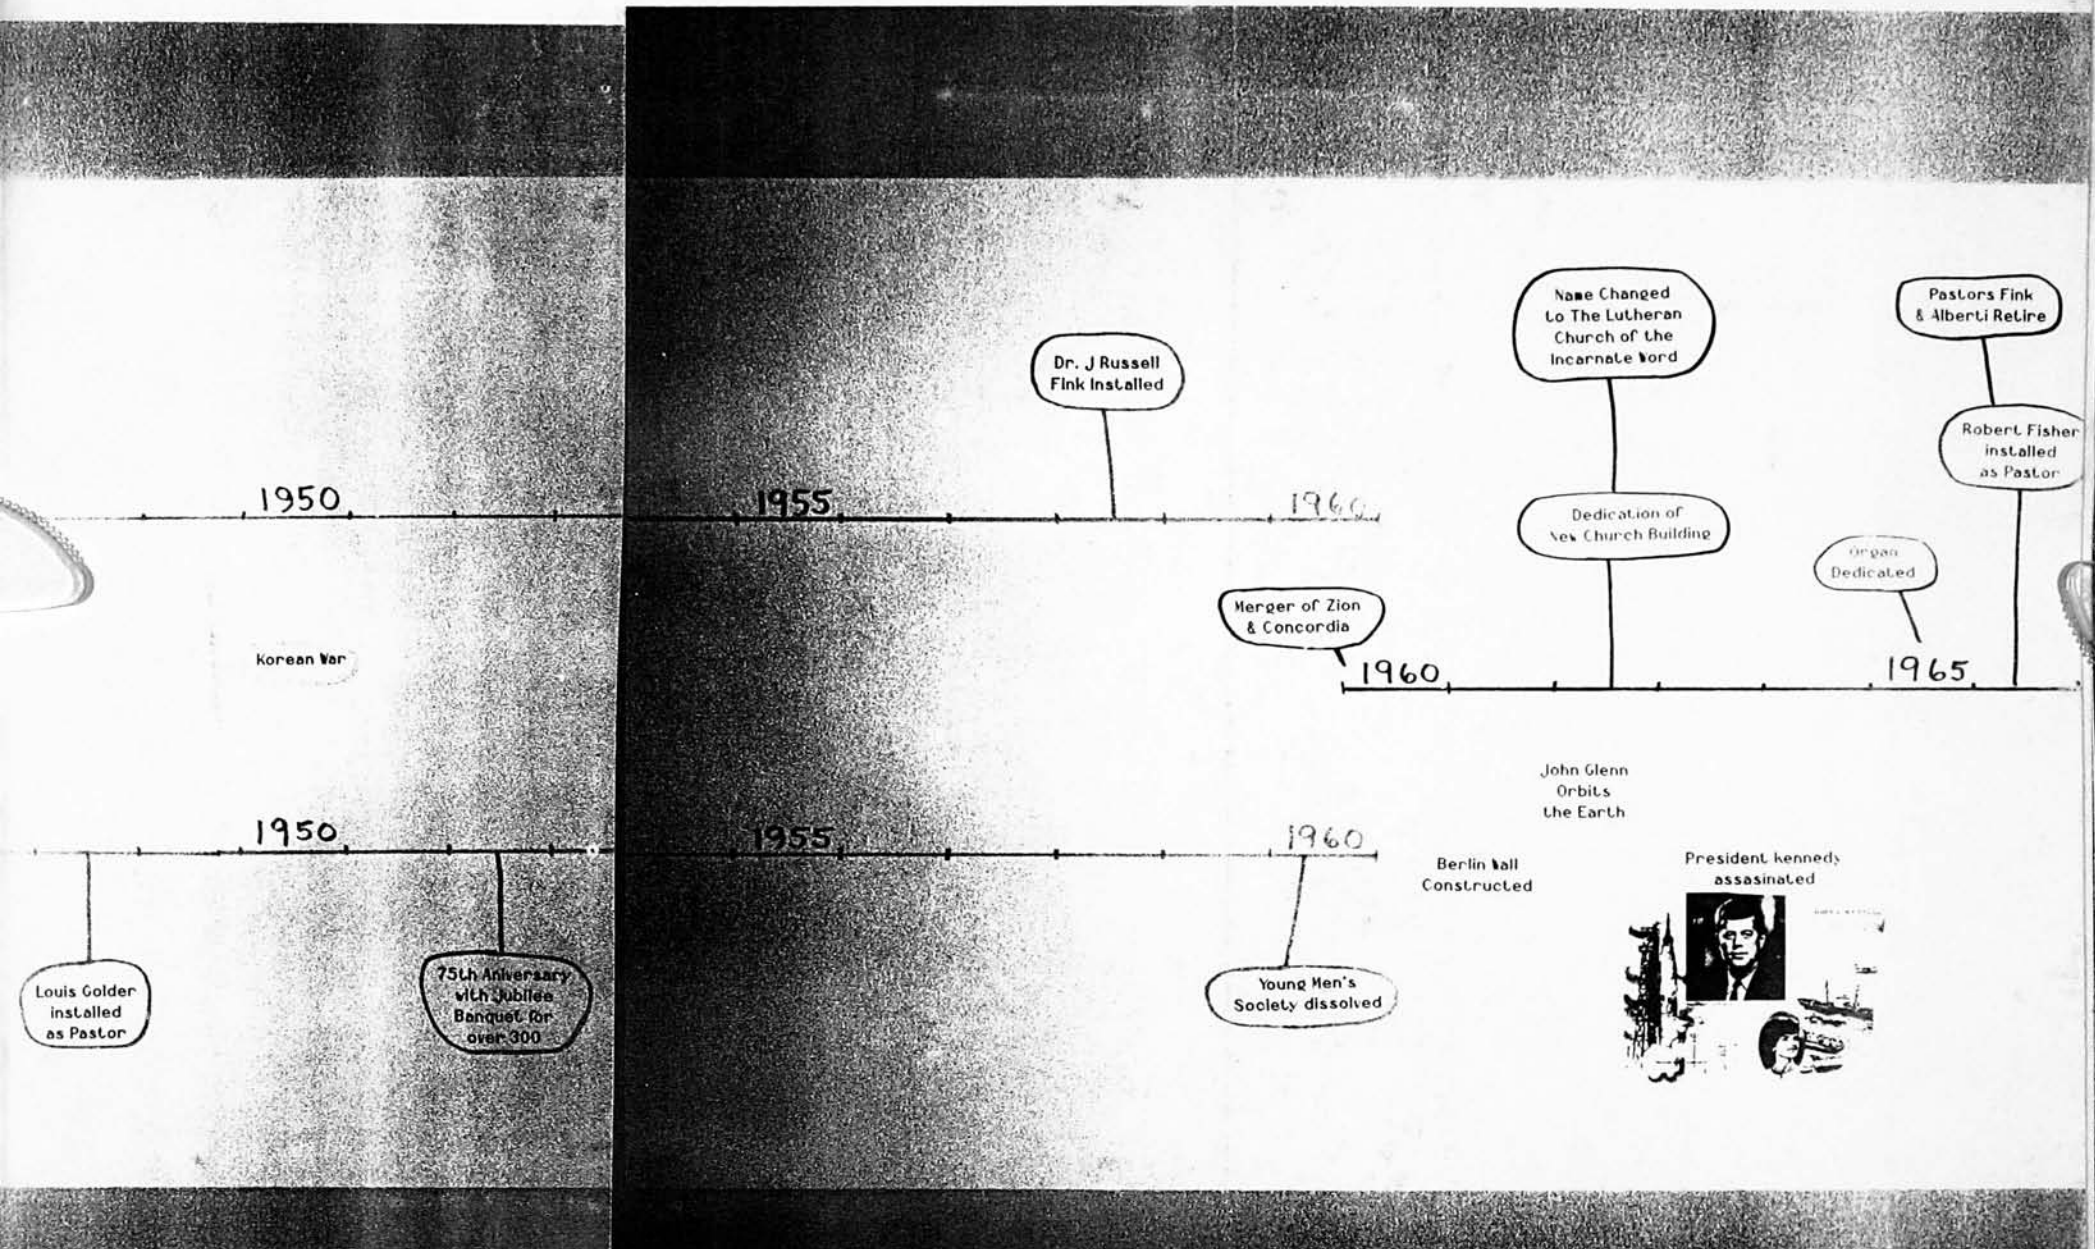 Name Changed
to The Lutheran
Church of the
Incarnate Word
Pastors Fink
& Alberti Retire
Dr. J Russell
Fink Installed
Robert Fisher
installed
as Pastor
1950
1955
1960
Dedication of
New Church Building
Organ
Dedicated
Merger of Zion
& Concordia
Korean War
1960
1965
John Glenn
Orbits
the Earth
1950
1955
1960
Berlin Wall
Constructed
President Kennedy
assasinated
Louis Golder
installed
as Pastor
75th Aniversary
with Jubilee
Banquet for
over 300
Young Men's
Society dissolved